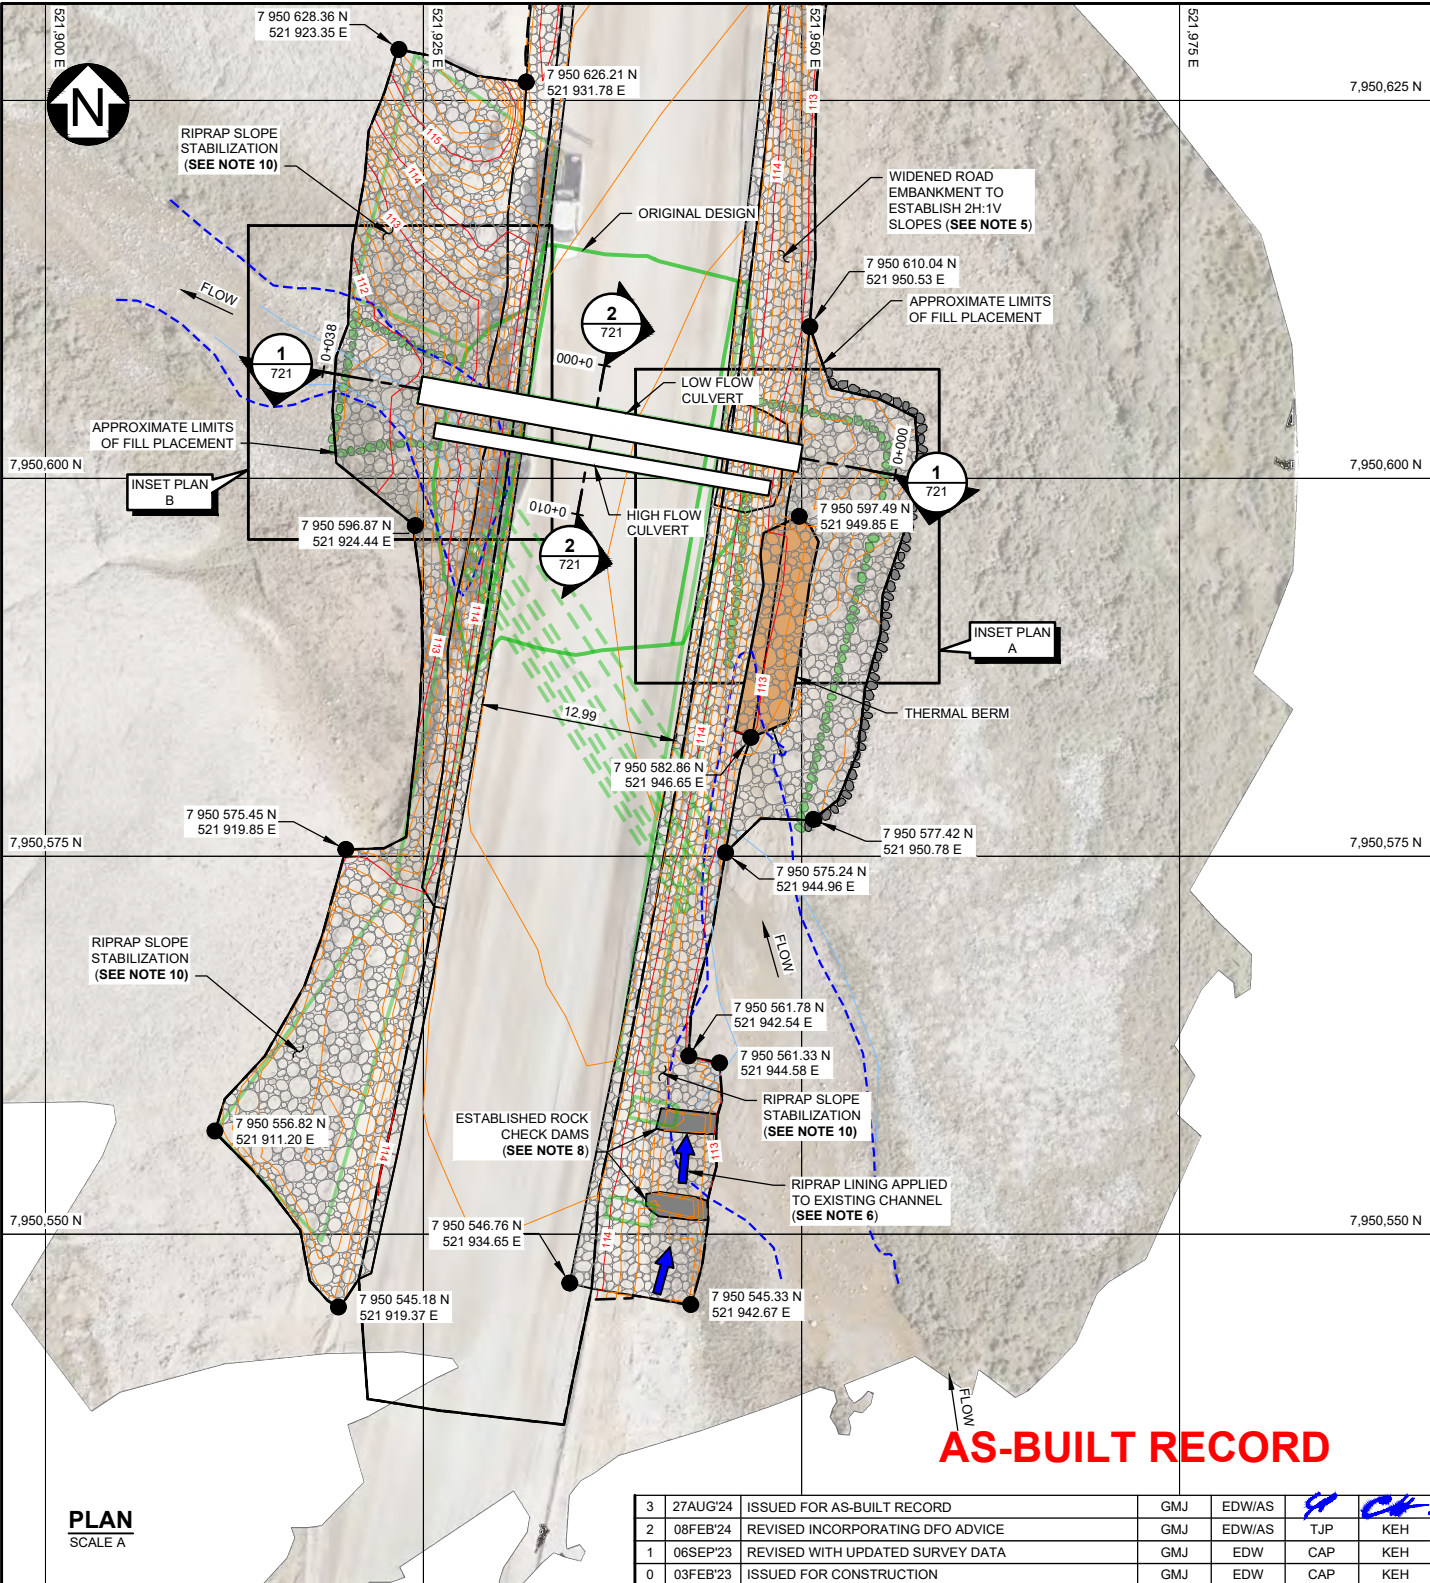 521,900 E
521,925 E
521,950 E
521,975 E
7 950 628.36 N
521 923.35 E
N
7 950 626.21 N
521 931.78 E
7,950,625 N
113
RIPRAP SLOPE
STABILIZATION
(SEE NOTE 10)
115
114
113
112
114
WIDENED ROAD
EMBANKMENT TO
ESTABLISH 2H:1V
SLOPES (SEE NOTE 5)
ORIGINAL DESIGN
7 950 610.04 N
521 950.53 E
APPROXIMATE LIMITS
OF FILL PLACEMENT
FLOW
2
721
0+000
0+038
1
721
LOW FLOW
CULVERT
APPROXIMATE LIMITS
OF FILL PLACEMENT
0+000
7,950,600 N
7,950,600 N
1
721
INSET PLAN
B
0+010
HIGH FLOW
CULVERT
7 950 597.49 N
521 949.85 E
7 950 596.87 N
521 924.44 E
2
721
114
113
INSET PLAN
A
113
12.99
THERMAL BERM
114
7 950 582.86 N
521 946.65 E
7 950 575.45 N
521 919.85 E
7 950 577.42 N
521 950.78 E
7,950,575 N
7,950,575 N
7 950 575.24 N
521 944.96 E
RIPRAP SLOPE
STABILIZATION
(SEE NOTE 10)
FLOW
7 950 561.78 N
521 942.54 E
7 950 561.33 N
521 944.58 E
RIPRAP SLOPE
STABILIZATION
(SEE NOTE 10)
7 950 556.82 N
521 911.20 E
ESTABLISHED ROCK
CHECK DAMS
(SEE NOTE 8)
114
113
RIPRAP LINING APPLIED
TO EXISTING CHANNEL
(SEE NOTE 6)
7,950,550 N
7,950,550 N
7 950 546.76 N
521 934.65 E
114
7 950 545.18 N
521 919.37 E
7 950 545.33 N
521 942.67 E
FLOW
AS-BUILT RECORD
PLAN
SCALE A
3 27AUG'24 ISSUED FOR AS-BUILT RECORD GMJ EDW/AS
2 08FEB'24 REVISED INCORPORATING DFO ADVICE GMJ EDW/AS TJP KEH
1 06SEP'23 REVISED WITH UPDATED SURVEY DATA GMJ EDW CAP KEH
0 03FEB'23 ISSUED FOR CONSTRUCTION GMJ EDW CAP KEH